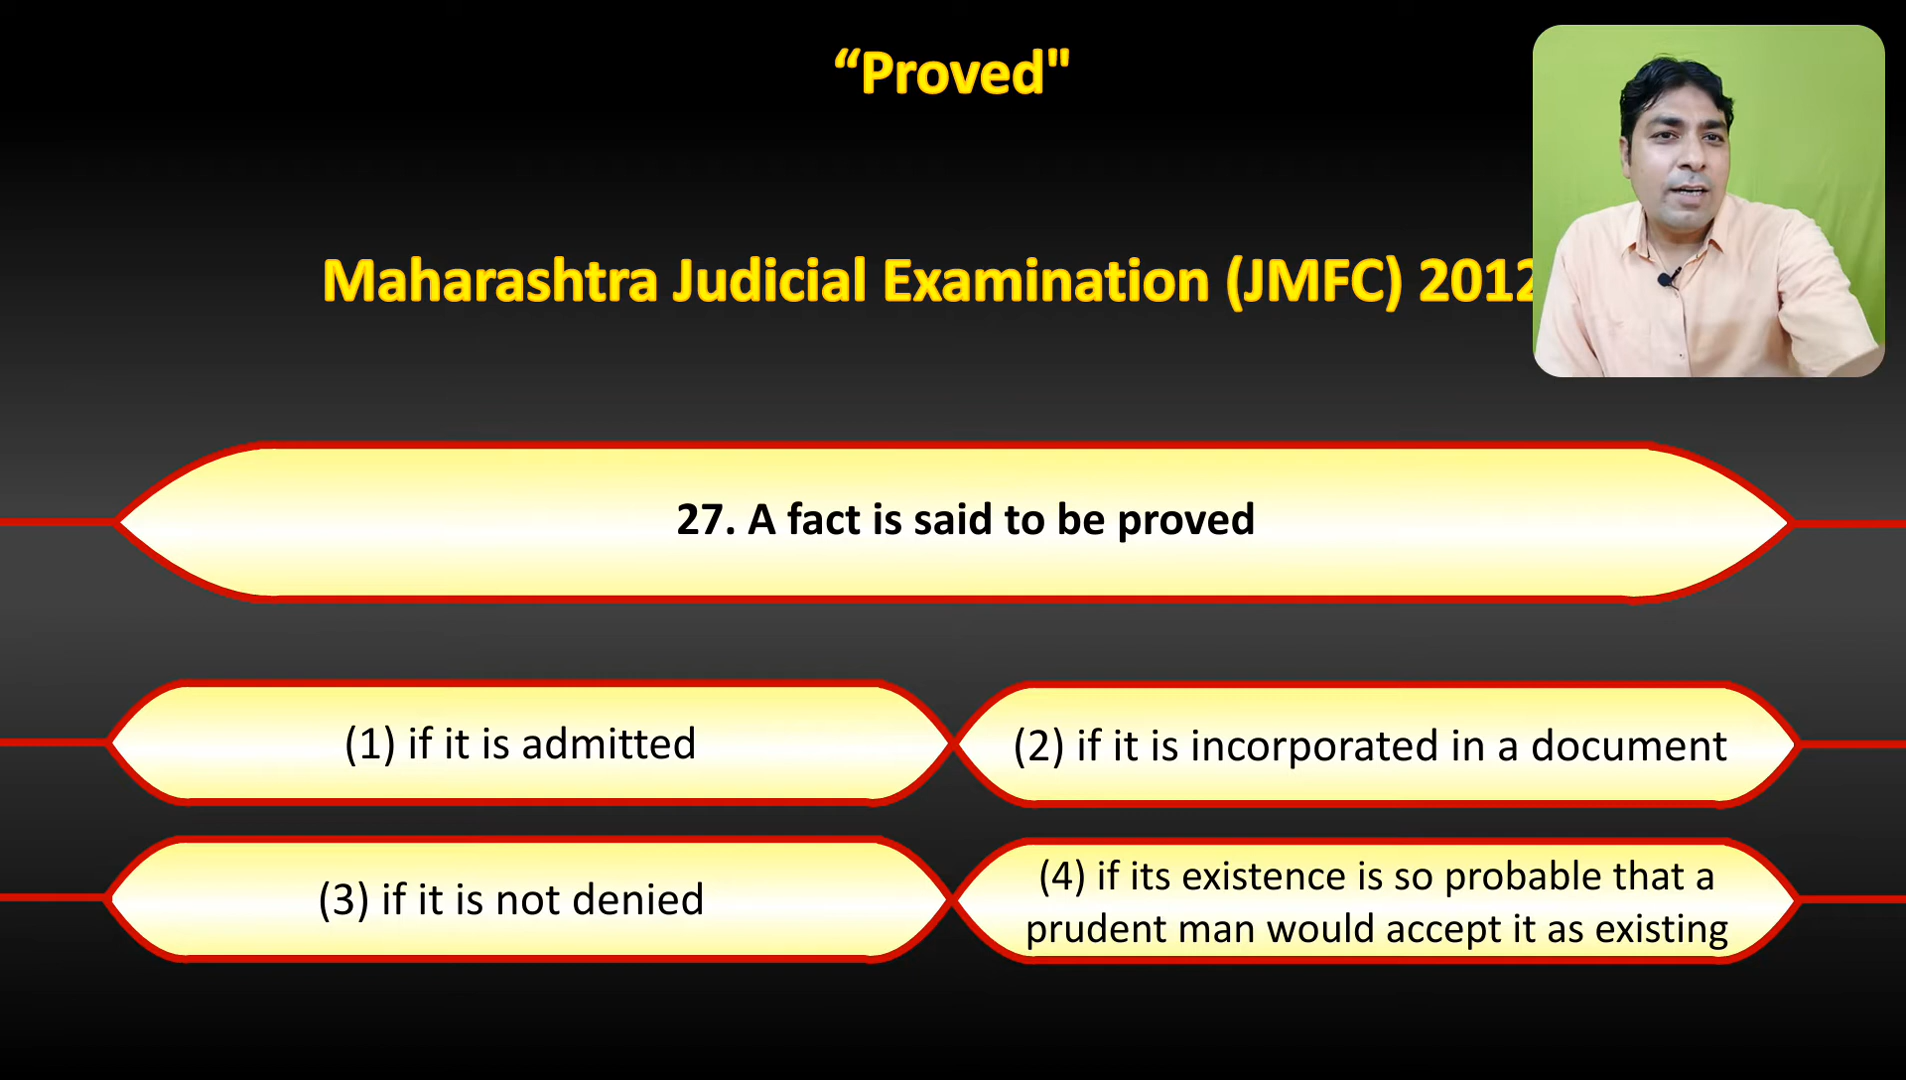 “Proved"
Maharashtra Judicial Examination (JMFC) 2012
27. A fact is said to be proved
(1) if it is admitted
(2) if it is incorporated in a document
(3) if it is not denied
(4) if its existence is so probable that a
prudent man would accept it as existing